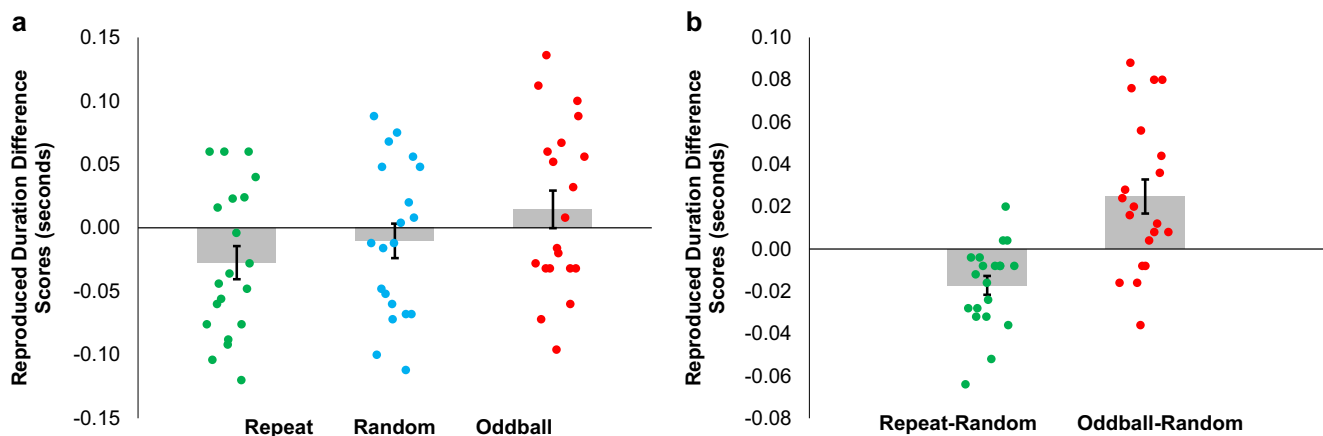 a
Reproduced Duration Difference
Scores (seconds)
0.15
0.10
0.05
0.00
-0.05
-0.10
-0.15
Repeat Random Oddball
b
Reproduced Duration Difference
Scores (seconds)
0.10
0.08
0.06
0.04
0.02
0.00
-0.02
-0.04
-0.06
-0.08
Repeat-Random Oddball-Random